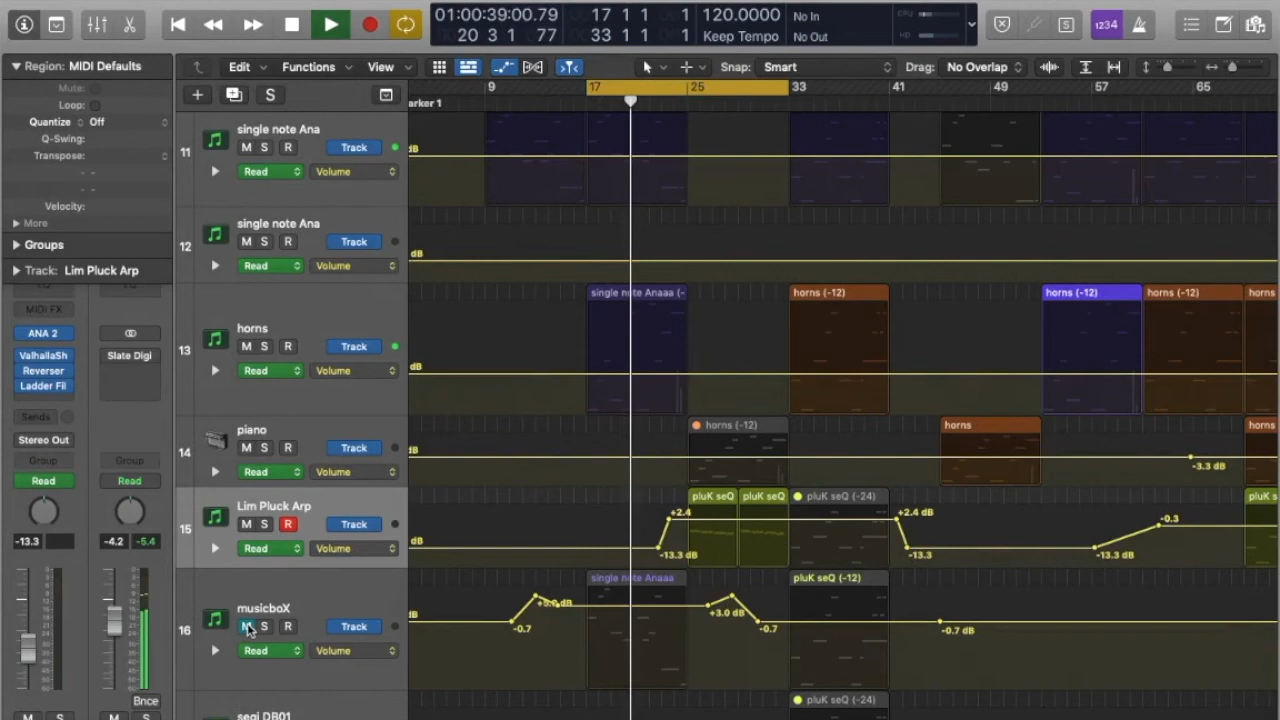 01:00:39:00.79 17 1 1 1 120.0000 No In CPU
20 3 1 77 33 1 1 1 Keep Tempo No Out HD
S 1234
Region: MIDI Defaults Edit Functions View Snap: Smart Drag: No Overlap
Mute:
Loop:
Quantize Off
Q-Swing:
Transpose:
Velocity:
More
Groups
Track: Lim Pluck Arp
MIDI FX
ANA 2
ValhallaSh
Reverser
Ladder Fil
Slate Digi
Sends
Stereo Out
Group Group
Read Read
-13.3 -4.2 -5.4
Bnce
M S M S
S
9 17 25 33 41 49 57 65
arker 1
11 single note Ana
M S R Track
Read Volume
dB
12 single note Ana
M S R Track
Read Volume
dB
13 horns
M S R Track
Read Volume
dB
single note Anaaa (- horns (-12) horns (-12) horns (-12) horns
14 piano
M S R Track
Read Volume
dB
horns (-12) horns horns
-3.3 dB
15 Lim Pluck Arp
M S R Track
Read Volume
dB
pluK seQ pluK seQ pluK seQ (-24) pluK s
+2.4 +2.4 dB -0.3
-13.3 dB -13.3 -13.3 dB
16 musicboX
M S R Track
Read Volume
dB
single note Anaaa pluK seQ (-12)
-0.7 +3.0 dB -0.7 -0.7 dB
seqi DB01
pluK seQ (-24)